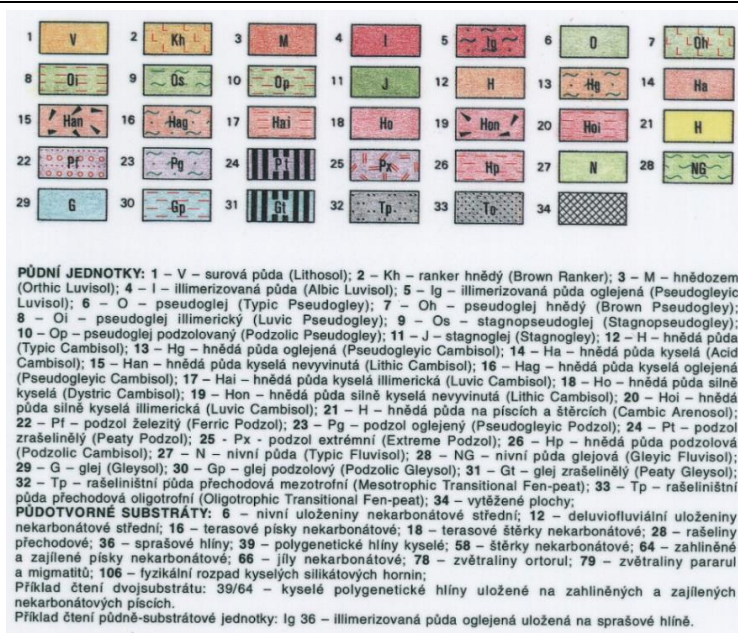 1 V 2 Kh 3 M 4 I 5 Ig 6 O 7 Oh
8 Oi 9 Os 10 Op 11 J 12 H 13 Hg 14 Ha
15 Han 16 Hag 17 Hai 18 Ho 19 Hon 20 Hoi 21 H
22 Pf 23 Pg 24 Pt 25 Px 26 Hp 27 N 28 NG
29 G 30 Gp 31 Gt 32 Tp 33 To 34
PŮDNÍ JEDNOTKY: 1 – V – surová půda (Lithosol); 2 – Kh – ranker hnědý (Brown Ranker); 3 – M – hnědozem
(Orthic Luvisol); 4 – I – illimerizovaná půda (Albic Luvisol); 5 – Ig – illimerizovaná půda oglejená (Pseudogleyic
Luvisol); 6 – O – pseudoglej (Typic Pseudogley); 7 – Oh – pseudoglej hnědý (Brown Pseudogley);
8 – Oi – pseudoglej illimerický (Luvic Pseudogley); 9 – Os – stagnopseudoglej (Stagnopseudogley);
10 – Op – pseudoglej podzolovaný (Podzolic Pseudogley); 11 – J – stagnoglej (Stagnogley); 12 – H – hnědá půda
(Typic Cambisol); 13 – Hg – hnědá půda oglejená (Pseudogleyic Cambisol); 14 – Ha – hnědá půda kyselá (Acid
Cambisol); 15 – Han – hnědá půda kyselá nevyvinutá (Lithic Cambisol); 16 – Hag – hnědá půda kyselá oglejená
(Pseudogleyic Cambisol); 17 – Hai – hnědá půda kyselá illimerická (Luvic Cambisol); 18 – Ho – hnědá půda silně
kyselá (Dystric Cambisol); 19 – Hon – hnědá půda silně kyselá nevyvinutá (Lithic Cambisol); 20 – Hoi – hnědá
půda silně kyselá illimerická (Luvic Cambisol); 21 – H – hnědá půda na píscích a štěrcích (Cambic Arenosol);
22 – Pf – podzol železitý (Ferric Podzol); 23 – Pg – podzol oglejený (Pseudogleyic Podzol); 24 – Pt – podzol
zrašelinělý (Peaty Podzol); 25 - Px - podzol extrémní (Extreme Podzol); 26 – Hp – hnědá půda podzolová
(Podzolic Cambisol); 27 – N – nivní půda (Typic Fluvisol); 28 – NG – nivní půda glejová (Gleyic Fluvisol);
29 – G – glej (Gleysol); 30 – Gp – glej podzolový (Podzolic Gleysol); 31 – Gt – glej zrašelinělý (Peaty Gleysol);
32 – Tp – rašeliništní půda přechodová mezotrofní (Mesotrophic Transitional Fen-peat); 33 – Tp – rašeliništní
půda přechodová oligotrofní (Oligotrophic Transitional Fen-peat); 34 – vytěžené plochy;
PŮDOTVORNÉ SUBSTRÁTY: 6 – nivní uloženiny nekarbonátové střední; 12 – deluviofluviální uloženiny
nekarbonátové střední; 16 – terasové písky nekarbonátové; 18 – terasové štěrky nekarbonátové; 28 – rašeliny
přechodové; 36 – sprašové hlíny; 39 – polygenetické hlíny kyselé; 58 – štěrky nekarbonátové; 64 – zahliněné
a zajílené písky nekarbonátové; 66 – jíly nekarbonátové; 78 – zvětraliny ortorul; 79 – zvětraliny pararul
a migmatitů; 106 – fyzikální rozpad kyselých silikátových hornin;
Příklad čtení dvojsubstrátu: 39/64 – kyselé polygenetické hlíny uložené na zahliněných a zajílených
nekarbonátových píscích.
Příklad čtení půdně-substrátové jednotky: Ig 36 – illimerizovaná půda oglejená uložená na sprašové hlíně.